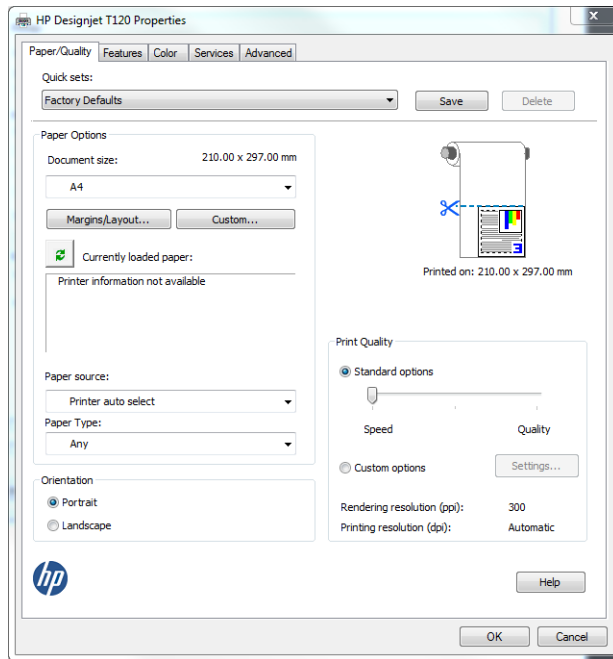 HP Designjet T120 Properties
x
Paper/Quality Features Color Services Advanced
Quick sets:
Factory Defaults
Save
Delete
Paper Options
Document size:
210.00 x 297.00 mm
A4
Margins/Layout...
Custom...
Currently loaded paper:
Printer information not available
Paper source:
Printer auto select
Paper Type:
Any
Orientation
Portrait
Landscape
3
Printed on: 210.00 x 297.00 mm
Print Quality
Standard options
Speed
Quality
Custom options
Settings...
Rendering resolution (ppi): 300
Printing resolution (dpi): Automatic
hp
Help
OK
Cancel